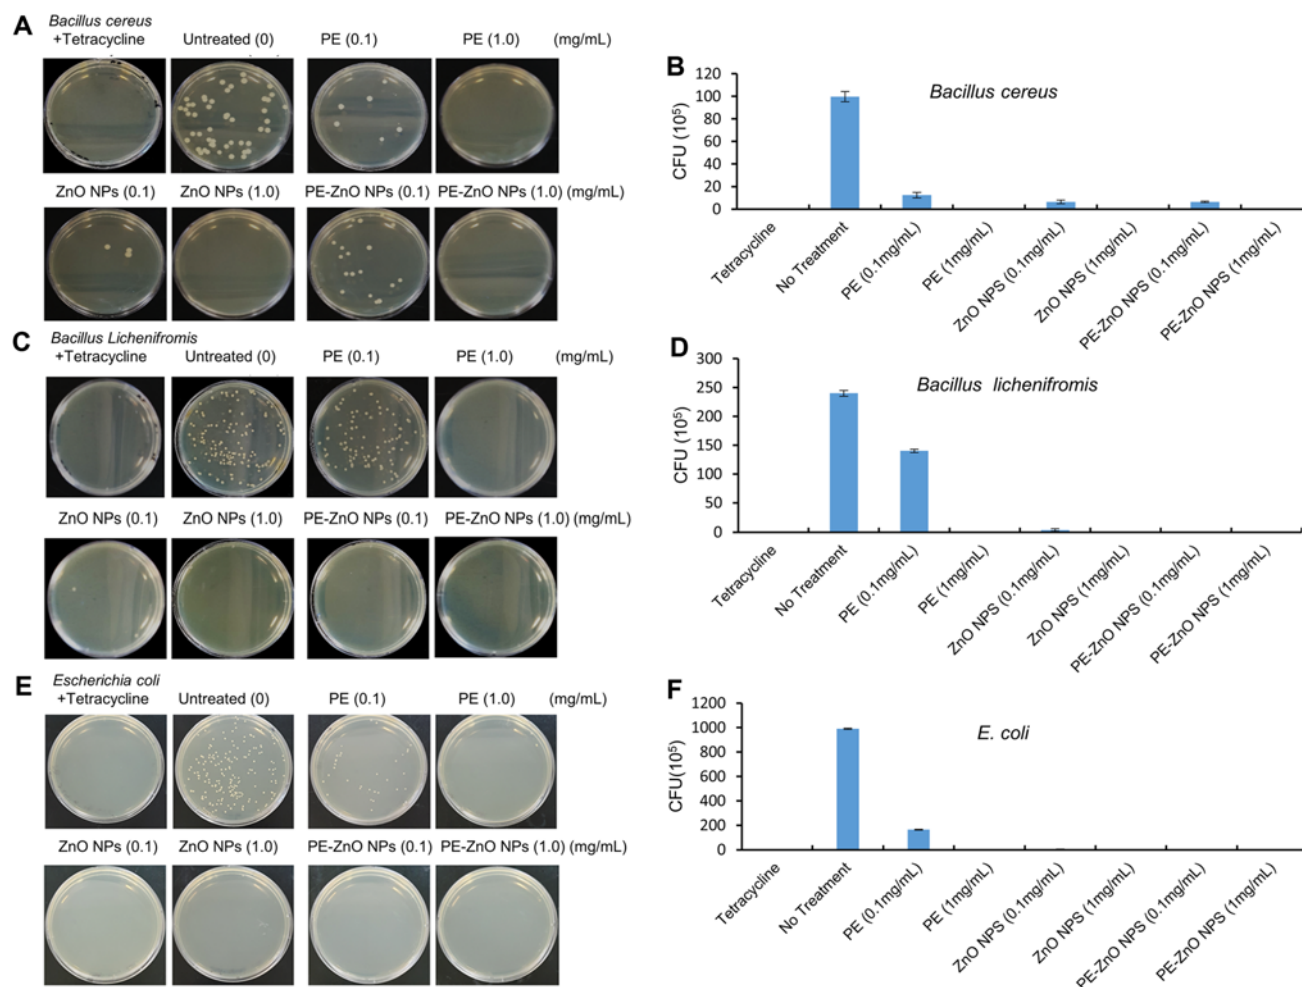 A
Bacillus cereus
+Tetracycline Untreated (0) PE (0.1) PE (1.0) (mg/mL)
ZnO NPs (0.1) ZnO NPs (1.0) PE-ZnO NPs (0.1) PE-ZnO NPs (1.0) (mg/mL)
B
Bacillus cereus
CFU (10⁵)
120
100
80
60
40
20
0
Tetracycline
No Treatment
PE (0.1mg/mL)
PE (1mg/mL)
ZnO NPS (0.1mg/mL)
ZnO NPS (1mg/mL)
PE-ZnO NPS (0.1mg/mL)
PE-ZnO NPS (1mg/mL)
C
Bacillus Lichenifromis
+Tetracycline Untreated (0) PE (0.1) PE (1.0) (mg/mL)
ZnO NPs (0.1) ZnO NPs (1.0) PE-ZnO NPs (0.1) PE-ZnO NPs (1.0) (mg/mL)
D
Bacillus lichenifromis
CFU (10⁵)
300
250
200
150
100
50
0
Tetracycline
No Treatment
PE (0.1mg/mL)
PE (1mg/mL)
ZnO NPS (0.1mg/mL)
ZnO NPS (1mg/mL)
PE-ZnO NPS (0.1mg/mL)
PE-ZnO NPS (1mg/mL)
E
Escherichia coli
+Tetracycline Untreated (0) PE (0.1) PE (1.0) (mg/mL)
ZnO NPs (0.1) ZnO NPs (1.0) PE-ZnO NPs (0.1) PE-ZnO NPs (1.0) (mg/mL)
F
E. coli
CFU(10⁵)
1200
1000
800
600
400
200
0
Tetracycline
No Treatment
PE (0.1mg/mL)
PE (1mg/mL)
ZnO NPS (0.1mg/mL)
ZnO NPS (1mg/mL)
PE-ZnO NPS (0.1mg/mL)
PE-ZnO NPS (1mg/mL)